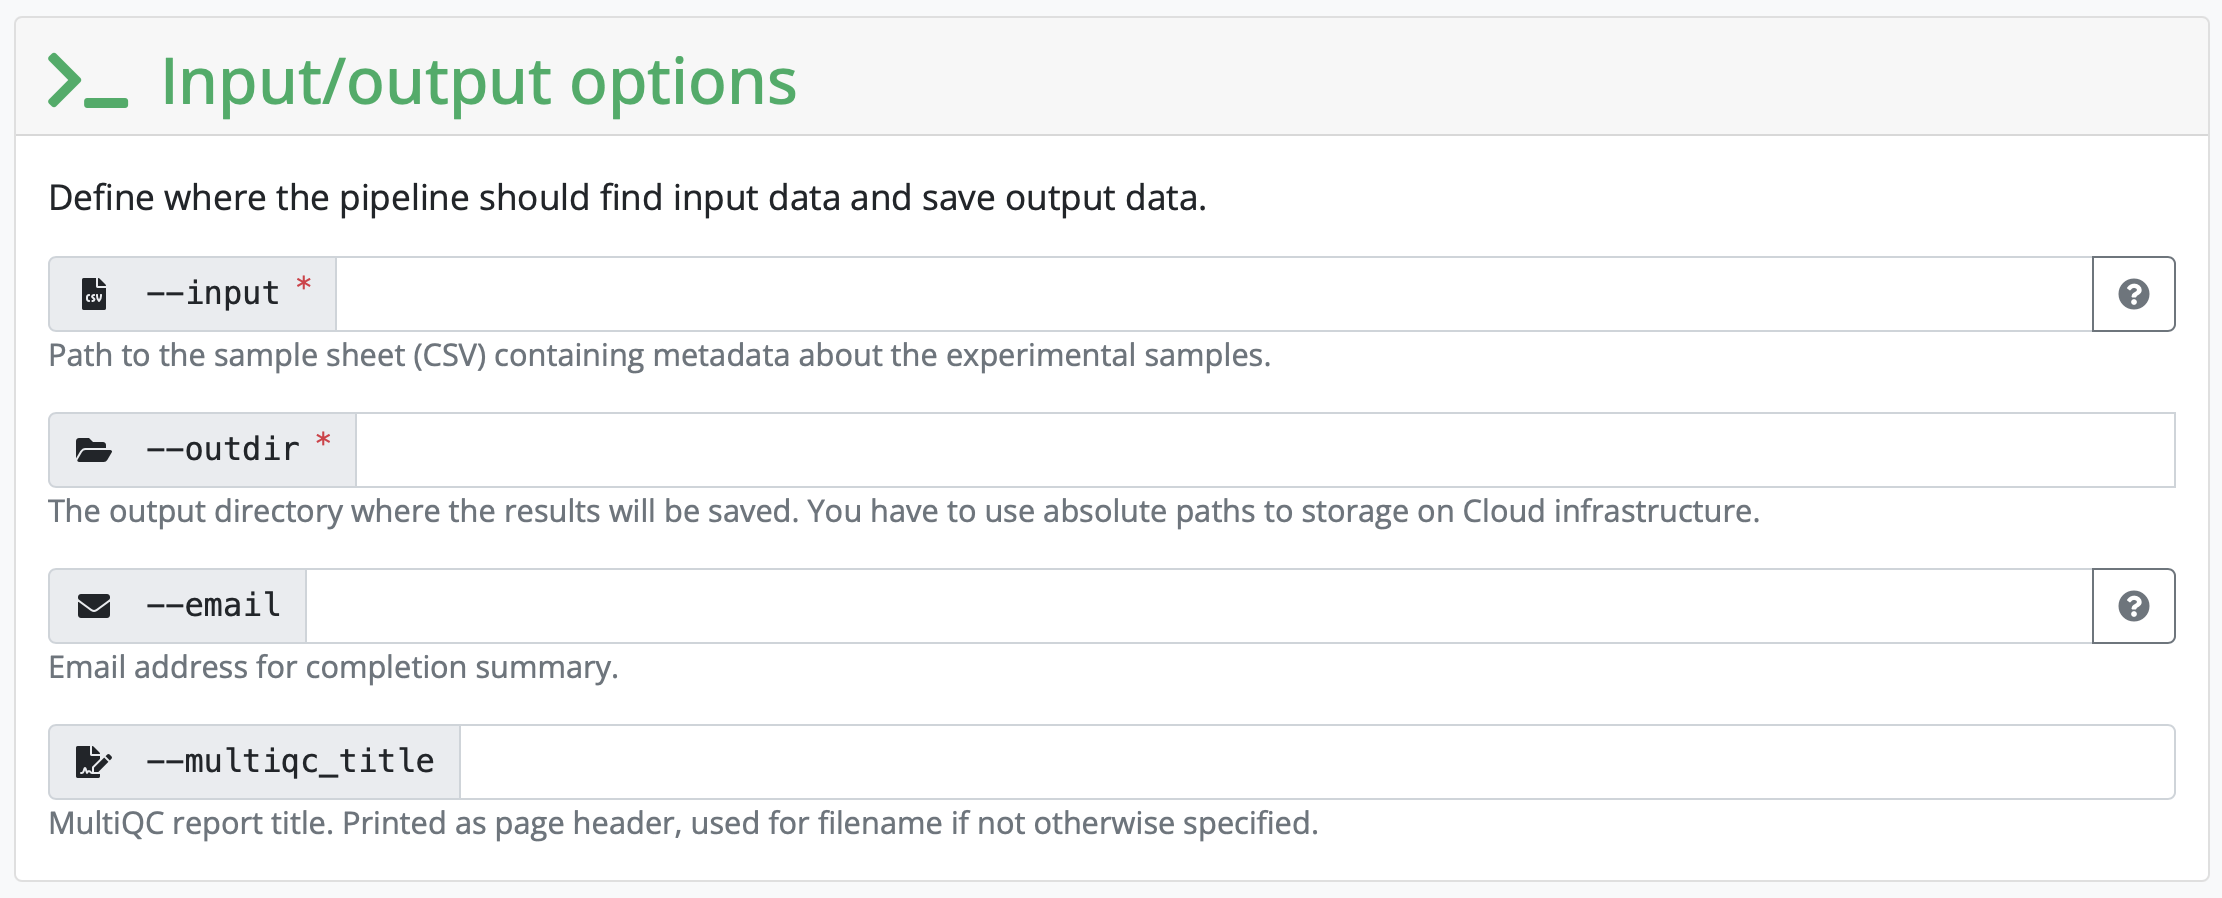 Input/output options
Define where the pipeline should find input data and save output data.
CSV --input *
Path to the sample sheet (CSV) containing metadata about the experimental samples.
--outdir *
The output directory where the results will be saved. You have to use absolute paths to storage on Cloud infrastructure.
--email
Email address for completion summary.
--multiqc_title
MultiQC report title. Printed as page header, used for filename if not otherwise specified.